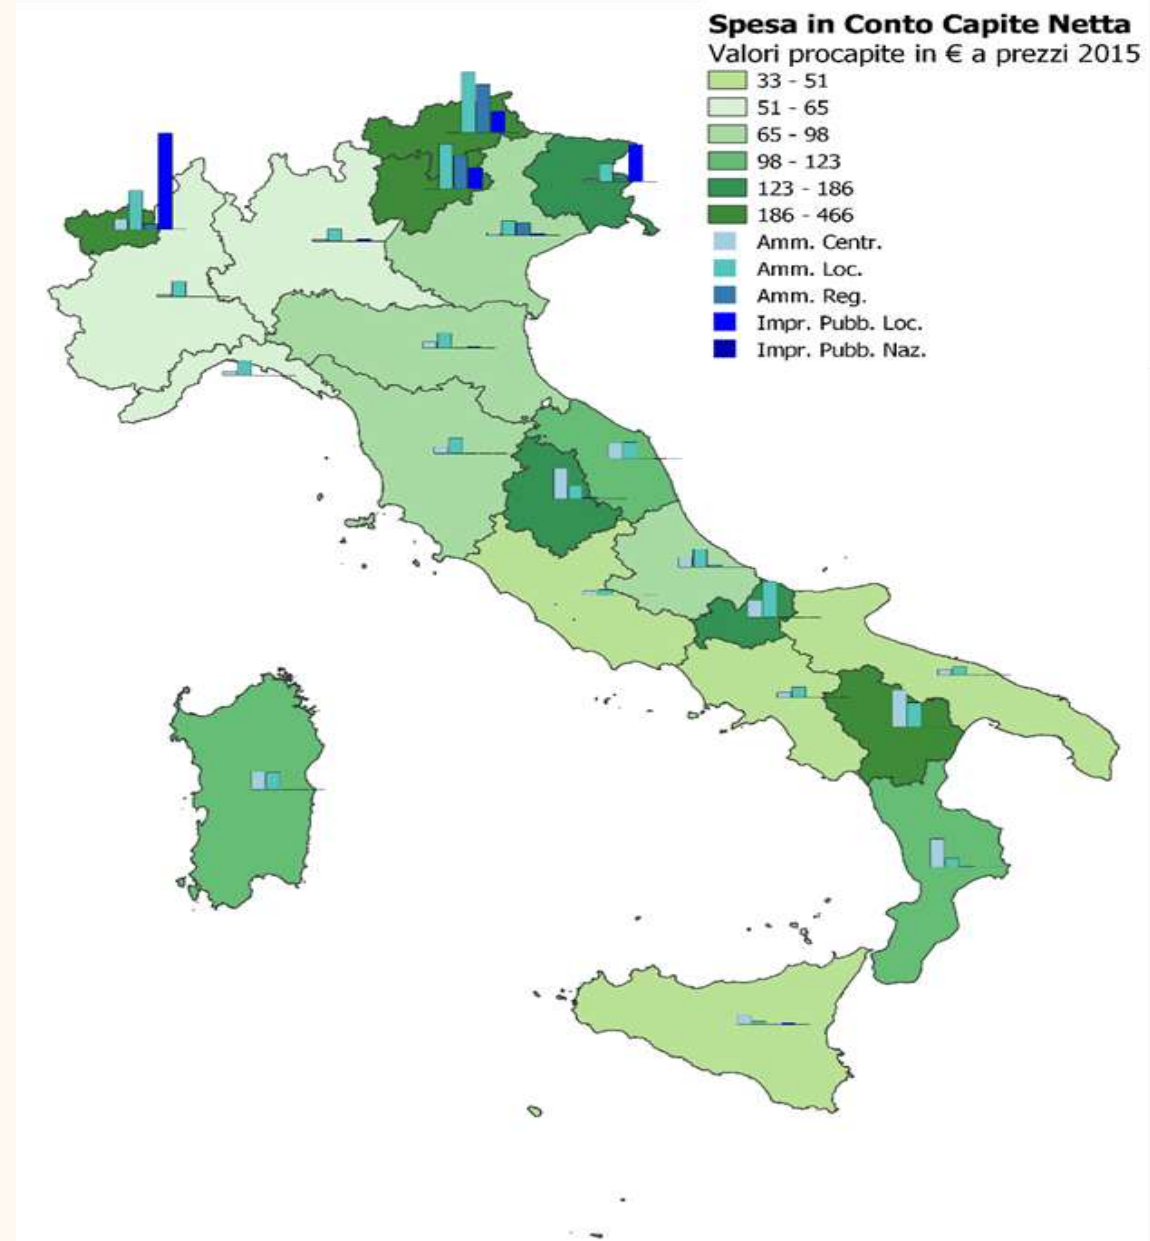 Spesa in Conto Capite Netta
Valori procapite in € a prezzi 2015
33 - 51
51 - 65
65 - 98
98 - 123
123 - 186
186 - 466
Amm. Centr.
Amm. Loc.
Amm. Reg.
Impr. Pubb. Loc.
Impr. Pubb. Naz.